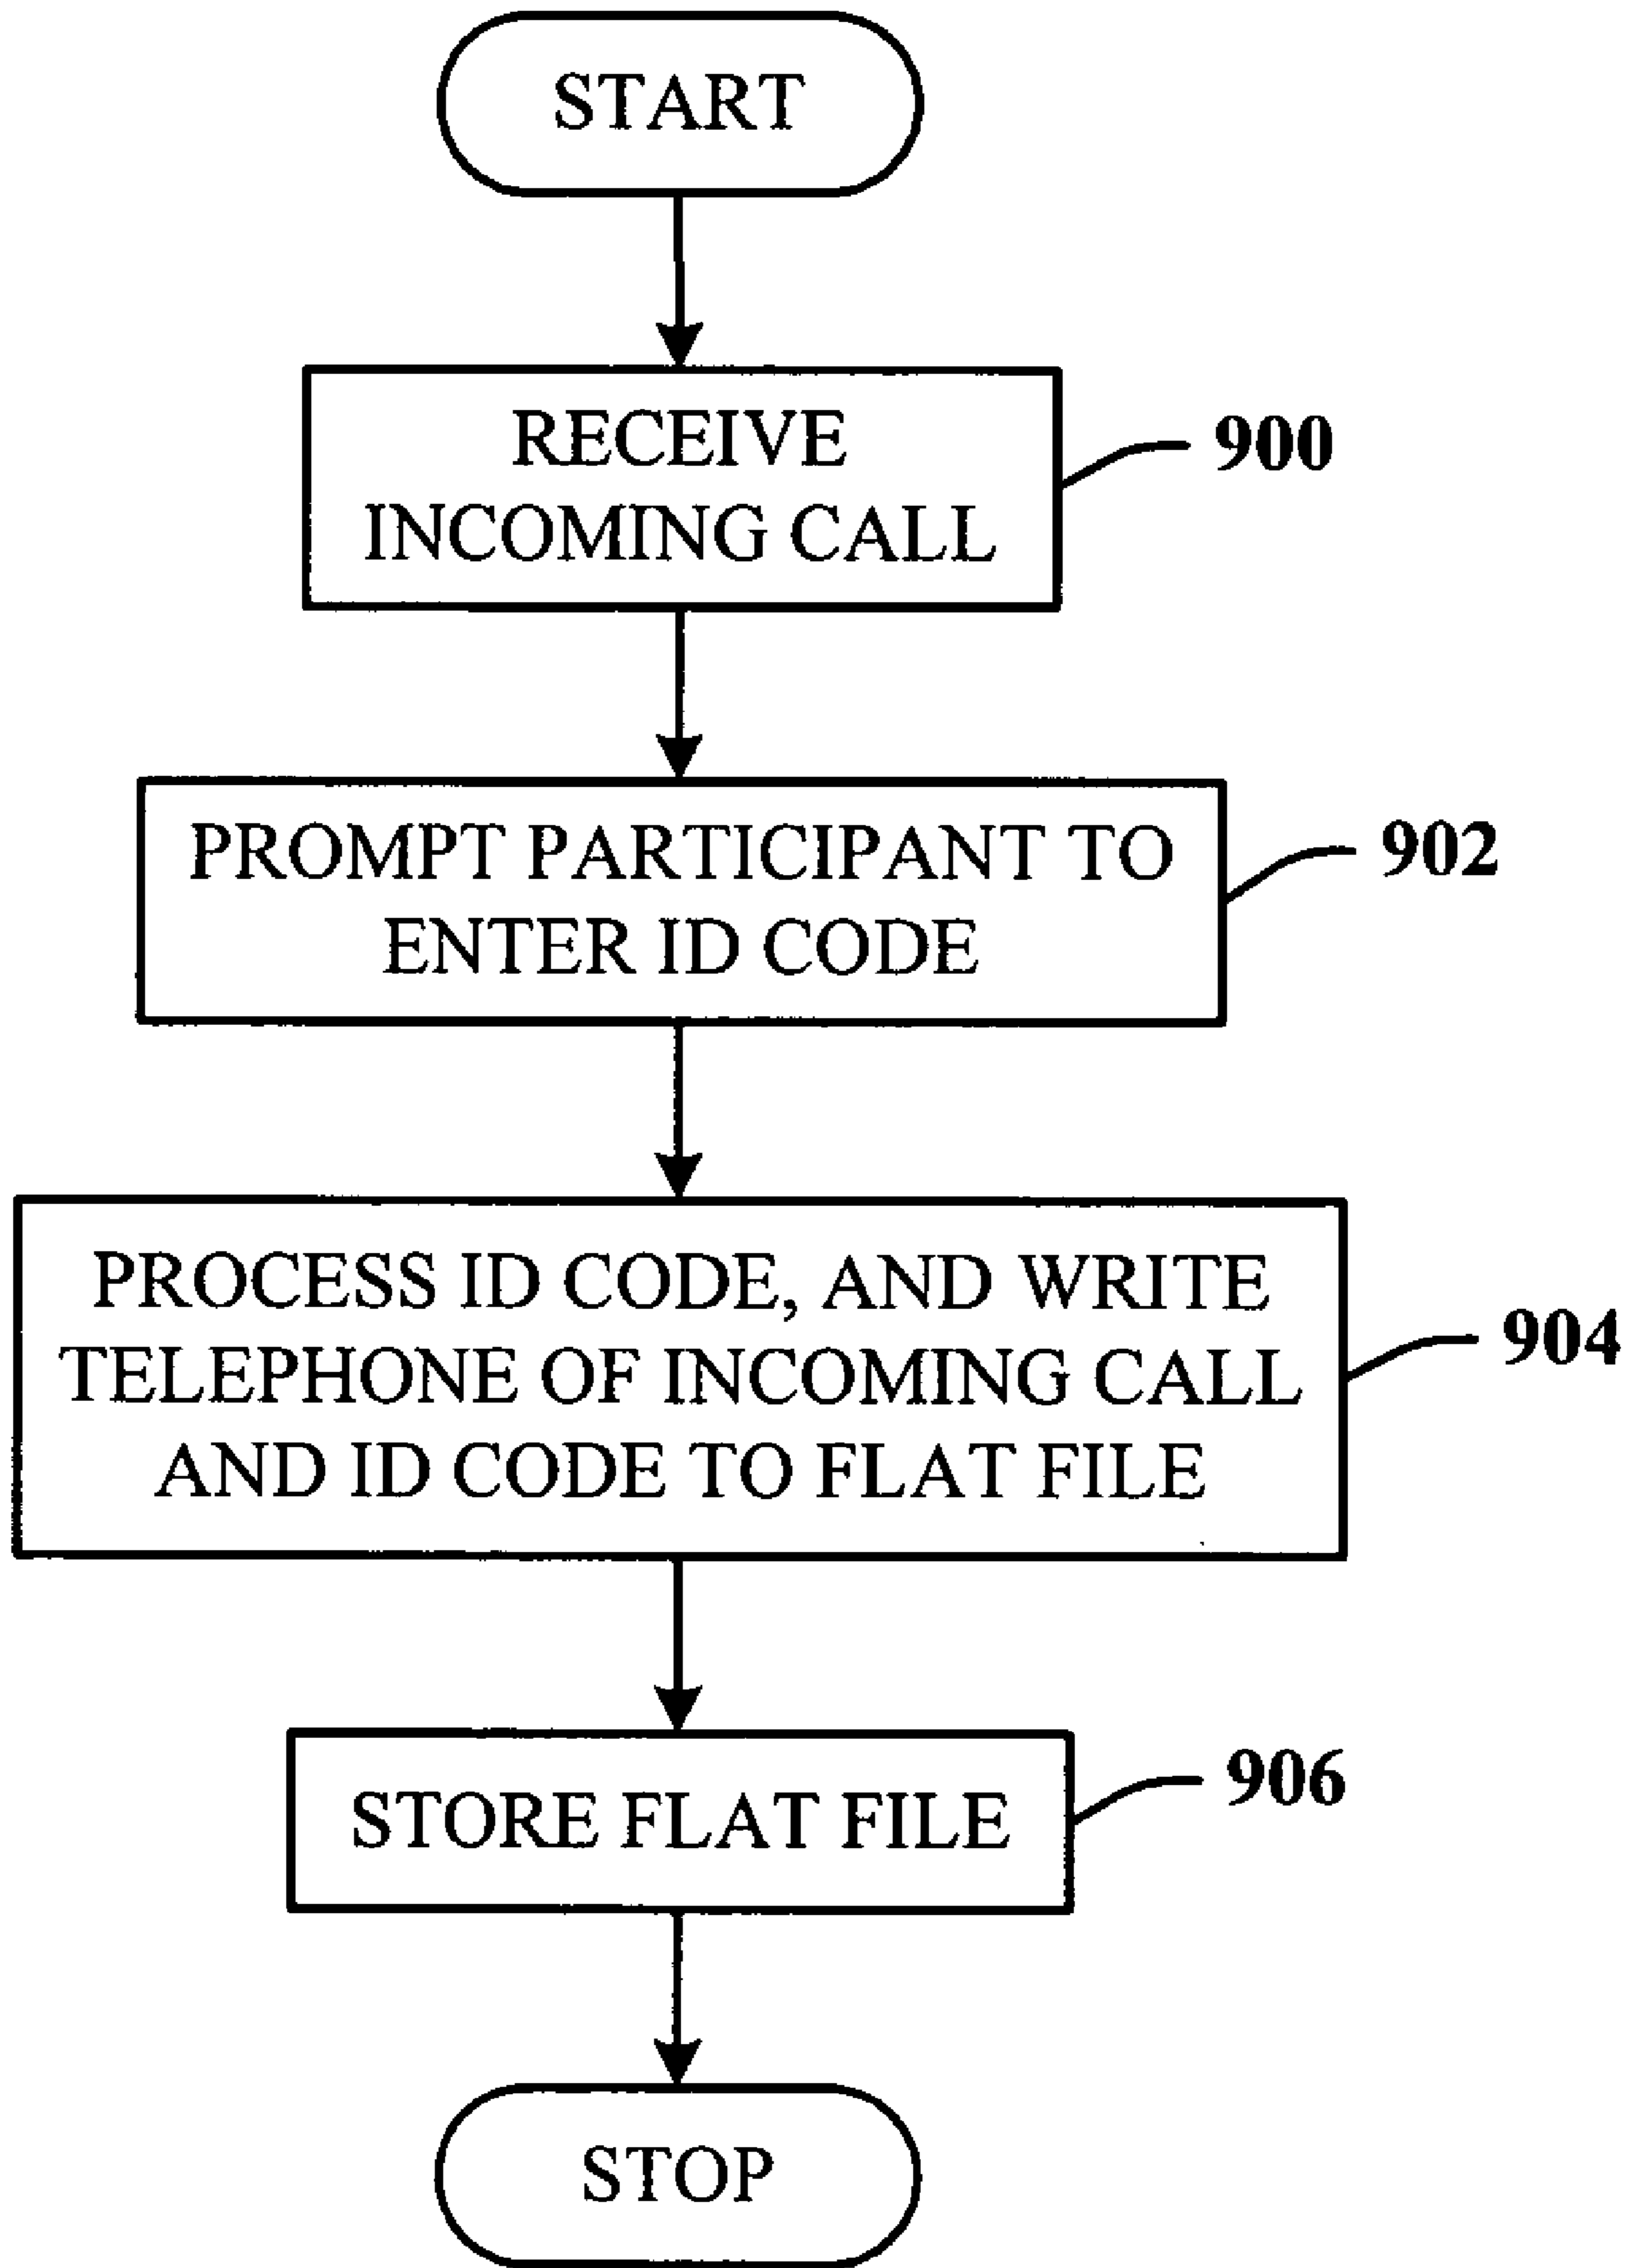 START
RECEIVE
INCOMING CALL
900
PROMPT PARTICIPANT TO
ENTER ID CODE
902
PROCESS ID CODE, AND WRITE
TELEPHONE OF INCOMING CALL
AND ID CODE TO FLAT FILE
904
STORE FLAT FILE
906
STOP